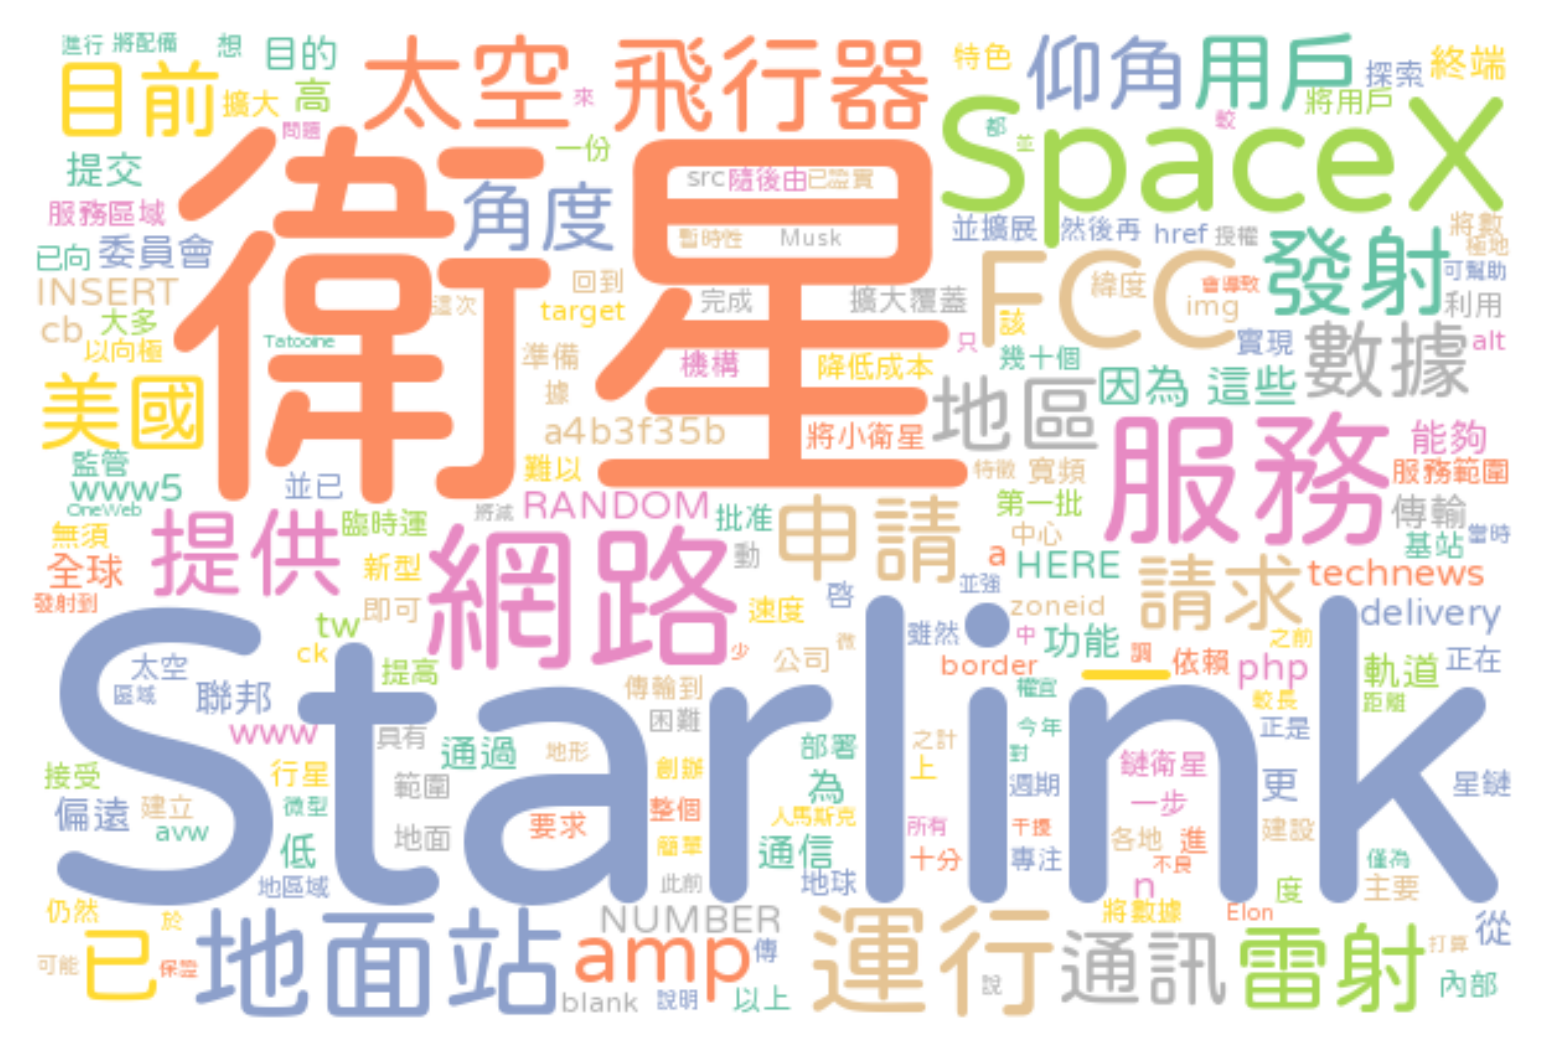 進行 將配備 想 目的 太空 飛行器 特色 仰角 用戶 探索 終端
目前 擴大 高 來 SpaceX 將用戶
問題 一份 都 並 較
提交 衛星 角度 src 隨後由 已證實
服務區域 暫時性 Musk 並擴展 然後再 href 授權 將數
已向 委員會 極地
INSERT 這次 回到 完成 擴大覆蓋 FCC 緯度 會導致 發射 可幫助
cb 大多 target 該 img 利用
以向極 Tatooine 準備 機構 降低成本 只 幾十個 實現 數據 alt
美國 據 地區 因為 這些
a4b3f35b 將小衛星 服務 能夠
監管 難以 特徵 寬頻 服務範圍
www5 並已 RANDOM 批准 申請 第一批 傳輸
OneWeb 將減 中心 當時
無須 提供 臨時運 網路 動 基站
全球 新型 a HERE 請求 technews
發射到 即可 速度 啓 並強 zoneid delivery
tw Starlink 雖然 中 功能 之前
ck 太空 提高 少 公司 微 border 調 依賴 php 軌道 正在
區域 聯邦 傳輸到 權宜 較長 距離
www 具有 困難 今年 正是
接受 行星 通過 地形 部署 之計 對 鏈衛星
範圍 創辦 為 上 週期 一步 更 星鏈
偏遠 建立 微型 整個 人馬斯克
avw 低 地面 要求 簡單 通信 所有 干擾 各地 進 建設
地區域 此前 地球 十分 專注 不良 僅為
仍然 於 n 度 主要
已 地面站 NUMBER 運行 將數據 Elon 從
可能 保證 amp 傳 通訊 雷射 打算
blank 說明 以上 說 內部